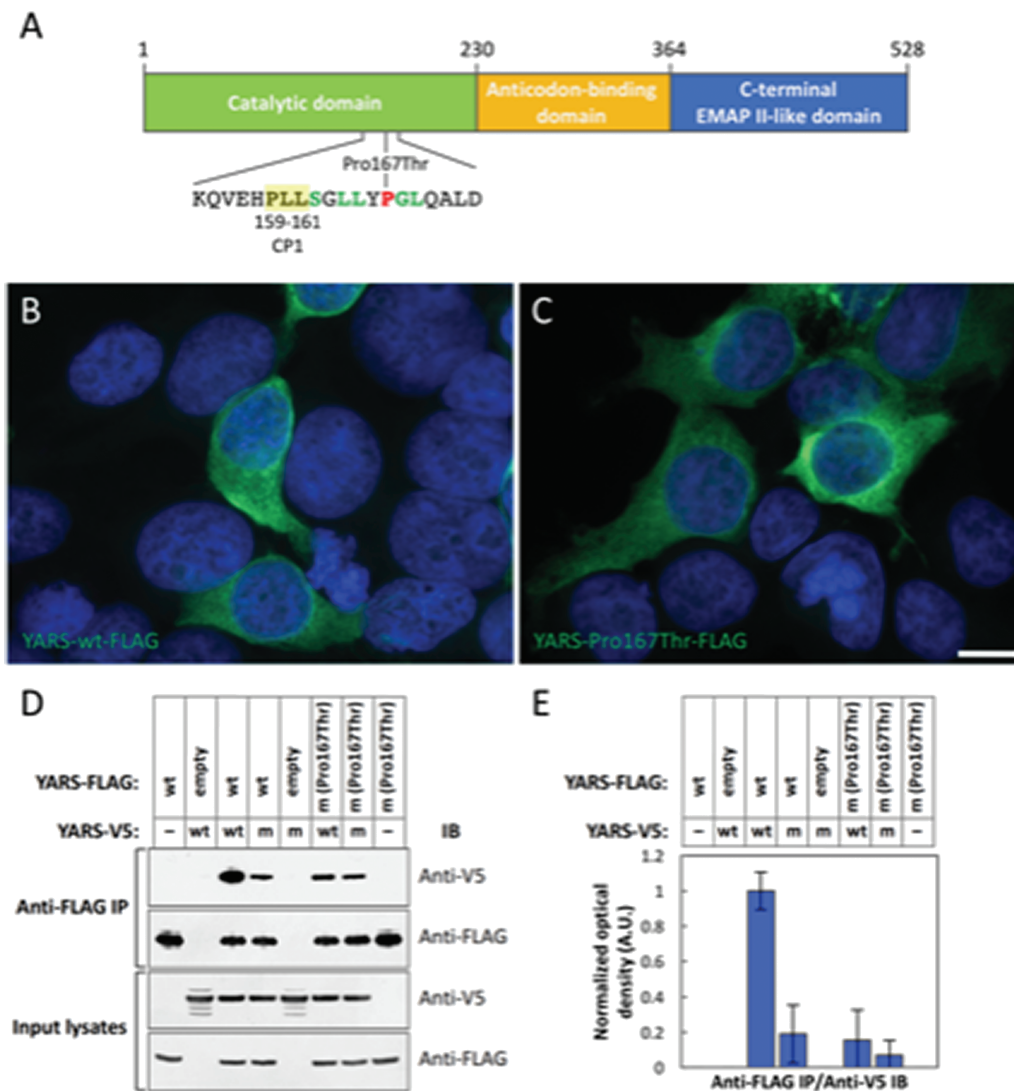 A
1 230 364 528
Catalytic domain
Anticodon-binding
domain
C-terminal
EMAP II-like domain
Pro167Thr
KQVEHPLLSGLLYPGLQALD
159-161
CP1
B
YARS-wt-FLAG
C
YARS-Pro167Thr-FLAG
D
YARS-FLAG: wt empty wt wt empty m (Pro167Thr) m (Pro167Thr) m (Pro167Thr)
YARS-V5: – wt wt m m wt m – IB
Anti-FLAG IP
Anti-V5
Anti-FLAG
Input lysates
Anti-V5
Anti-FLAG
E
YARS-FLAG: wt empty wt wt empty m (Pro167Thr) m (Pro167Thr) m (Pro167Thr)
YARS-V5: – wt wt m m wt m –
Normalized optical
density (A.U.)
1.2
1
0.8
0.6
0.4
0.2
0
Anti-FLAG IP/Anti-V5 IB